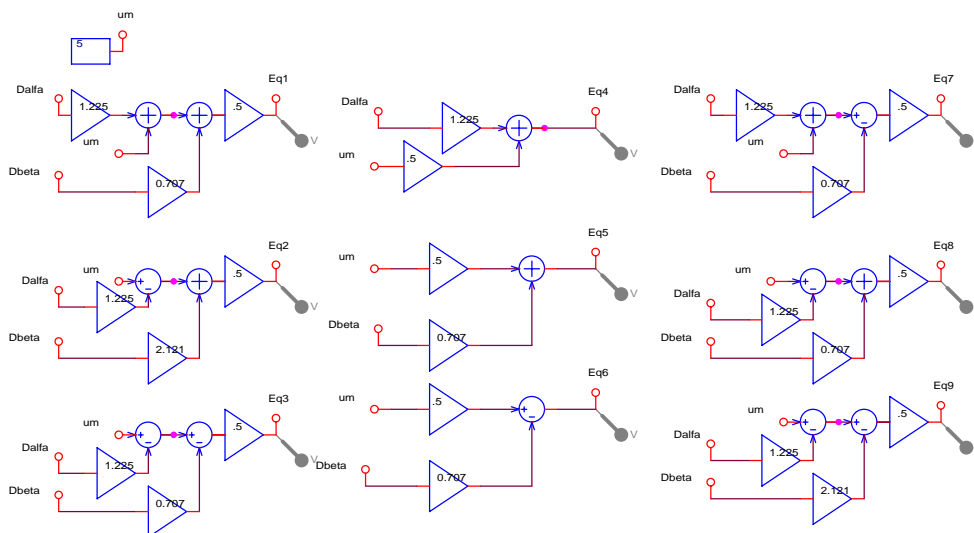 um
5
Dalfa
1.225
um
.5
Eq1
V
Dbeta
0.707
Dalfa
1.225
um
.5
Eq4
V
Dalfa
1.225
um
.5
Eq7
Dbeta
0.707
um
Dalfa
1.225
.5
Eq2
V
Dbeta
2.121
um
.5
Eq5
V
Dbeta
0.707
um
Dalfa
1.225
.5
Eq8
Dbeta
0.707
um
Dalfa
1.225
.5
Eq3
V
Dbeta
0.707
um
.5
Eq6
V
Dbeta
0.707
um
Dalfa
1.225
.5
Eq9
Dbeta
2.121